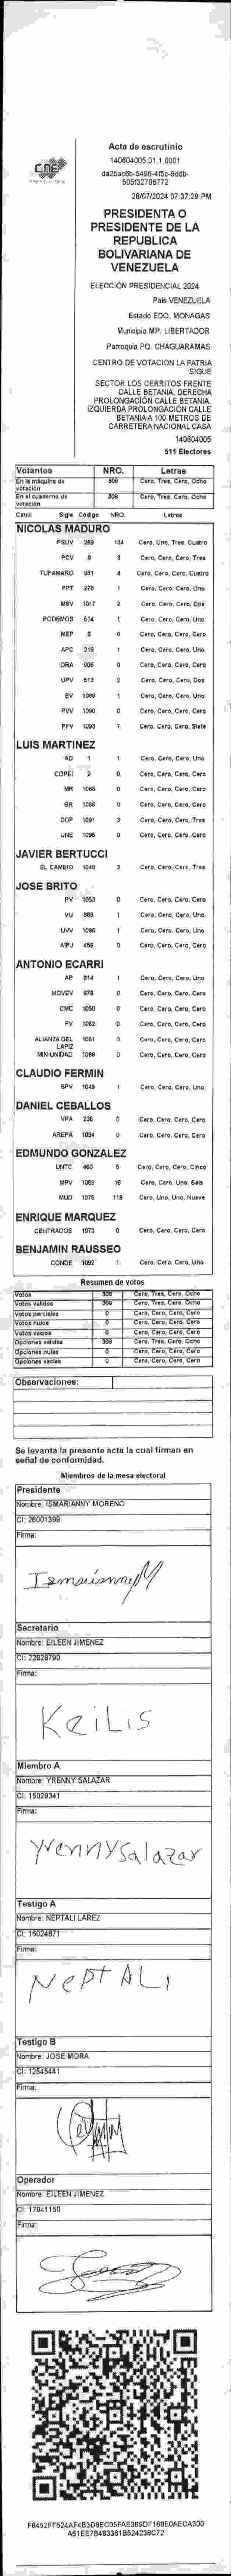 Acta de escrutinio
140604005.01.1.0001
da25ac6b-5496-4f5c-9ddb-
505f32706772
28/07/2024 07:37:29 PM
CNE
PRESIDENTA O
PRESIDENTE DE LA
REPUBLICA
BOLIVARIANA DE
VENEZUELA
ELECCIÓN PRESIDENCIAL 2024
País VENEZUELA
Estado EDO. MONAGAS
Municipio MP. LIBERTADOR
Parroquia PQ. CHAGUARAMAS
CENTRO DE VOTACIÓN LA PATRIA
SIGUE
SECTOR LOS CERRITOS FRENTE
CALLE BETANIA. DERECHA
PROLONGACIÓN CALLE BETANIA.
IZQUIERDA PROLONGACIÓN CALLE
BETANIA A 100 METROS DE
CARRETERA NACIONAL CASA
140604005
511 Electores
Votantes NRO. Letras
En la máquina de votación 308 Cero, Tres, Cero, Ocho
En el cuaderno de votación 308 Cero, Tres, Cero, Ocho
Cand. Sigla Código NRO. Letras
NICOLAS MADURO
PSUV 269 134 Cero, Uno, Tres, Cuatro
PCV 3 Cero, Cero, Cero, Tres
TUPAMARO 931 4 Cero, Cero, Cero, Cuatro
PPT 276 1 Cero, Cero, Cero, Uno
MSV 1017 2 Cero, Cero, Cero, Dos
PODEMOS 514 1 Cero, Cero, Cero, Uno
MEP 6 0 Cero, Cero, Cero, Cero
APC 219 1 Cero, Cero, Cero, Uno
ORA 906 0 Cero, Cero, Cero, Cero
UPV 613 2 Cero, Cero, Cero, Dos
EV 1089 1 Cero, Cero, Cero, Uno
PVV 1090 0 Cero, Cero, Cero, Cero
PFV 1093 7 Cero, Cero, Cero, Siete
LUIS MARTINEZ
AD 1 1 Cero, Cero, Cero, Uno
COPEI 2 0 Cero, Cero, Cero, Cero
MR 1065 0 Cero, Cero, Cero, Cero
BR 1086 0 Cero, Cero, Cero, Cero
DDP 1091 3 Cero, Cero, Cero, Tres
UNE 1095 0 Cero, Cero, Cero, Cero
JAVIER BERTUCCI
EL CAMBIO 1040 3 Cero, Cero, Cero, Tres
JOSE BRITO
PV 1053 0 Cero, Cero, Cero, Cero
VU 868 1 Cero, Cero, Cero, Uno
UVV 1096 1 Cero, Cero, Cero, Uno
MPJ 458 0 Cero, Cero, Cero, Cero
ANTONIO ECARRI
AP 914 1 Cero, Cero, Cero, Uno
MOVEV 978 0 Cero, Cero, Cero, Cero
CMC 1050 0 Cero, Cero, Cero, Cero
FV 1062 0 Cero, Cero, Cero, Cero
ALIANZA DEL LAPIZ 1051 0 Cero, Cero, Cero, Cero
MIN UNIDAD 1068 0 Cero, Cero, Cero, Cero
CLAUDIO FERMIN
SPV 1049 1 Cero, Cero, Cero, Uno
DANIEL CEBALLOS
VPA 236 0 Cero, Cero, Cero, Cero
AREPA 1094 0 Cero, Cero, Cero, Cero
EDMUNDO GONZALEZ
UNTC 460 5 Cero, Cero, Cero, Cinco
MPV 1069 16 Cero, Cero, Uno, Seis
MUD 1075 119 Cero, Uno, Uno, Nueve
ENRIQUE MARQUEZ
CENTRADOS 1073 0 Cero, Cero, Cero, Cero
BENJAMIN RAUSSEO
CONDE 1092 1 Cero, Cero, Cero, Uno
Resumen de votos
Votos 308 Cero, Tres, Cero, Ocho
Votos válidos 308 Cero, Tres, Cero, Ocho
Votos parciales 0 Cero, Cero, Cero, Cero
Votos nulos 0 Cero, Cero, Cero, Cero
Votos vacíos 0 Cero, Cero, Cero, Cero
Opciones válidas 308 Cero, Tres, Cero, Ocho
Opciones nulas 0 Cero, Cero, Cero, Cero
Opciones vacías 0 Cero, Cero, Cero, Cero
Observaciones:
Se levanta la presente acta la cual firman en
señal de conformidad.
Miembros de la mesa electoral
Presidente
Nombre: ISMARIANNY MORENO
CI: 26001399
Firma:
IsmariannyM
Secretario
Nombre: EILEEN JIMENEZ
CI: 22828790
Firma:
KeiLis
Miembro A
Nombre: YRENNY SALAZAR
CI: 15029341
Firma:
Yrenny salazar
Testigo A
Nombre: NEPTALI LAREZ
CI: 16024871
Firma:
NePTALi
Testigo B
Nombre: JOSE MORA
CI: 12545441
Firma:
Operador
Nombre: EILEEN JIMENEZ
CI: 17041150
Firma:
F8452FF524AF4B3D6EC05FAE389DF168E0AECA300
A61EE7B483361B524238C72